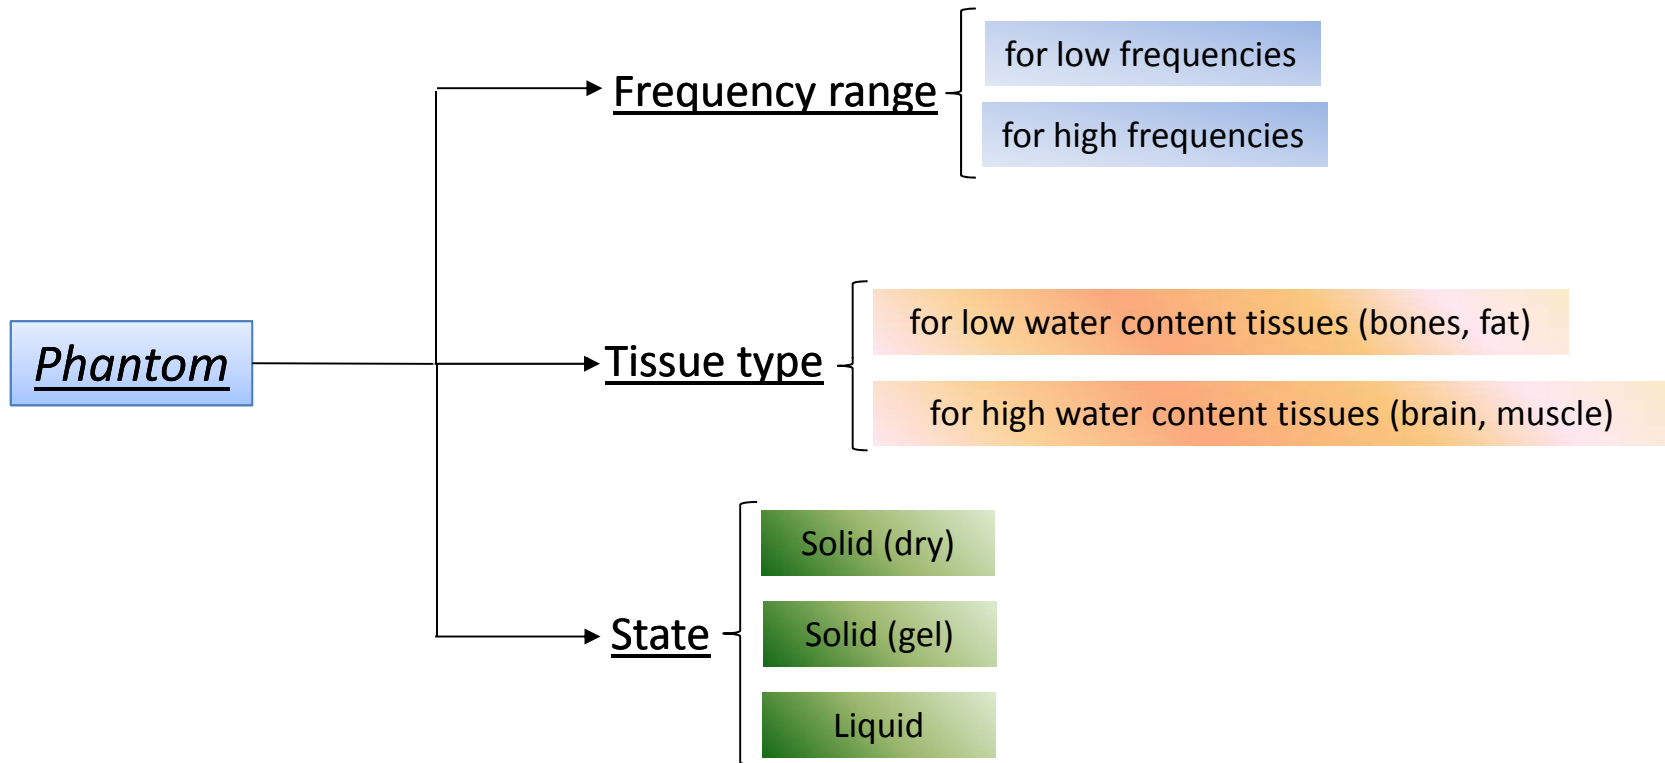 Phantom
Frequency range
for low frequencies
for high frequencies
Tissue type
for low water content tissues (bones, fat)
for high water content tissues (brain, muscle)
State
Solid (dry)
Solid (gel)
Liquid